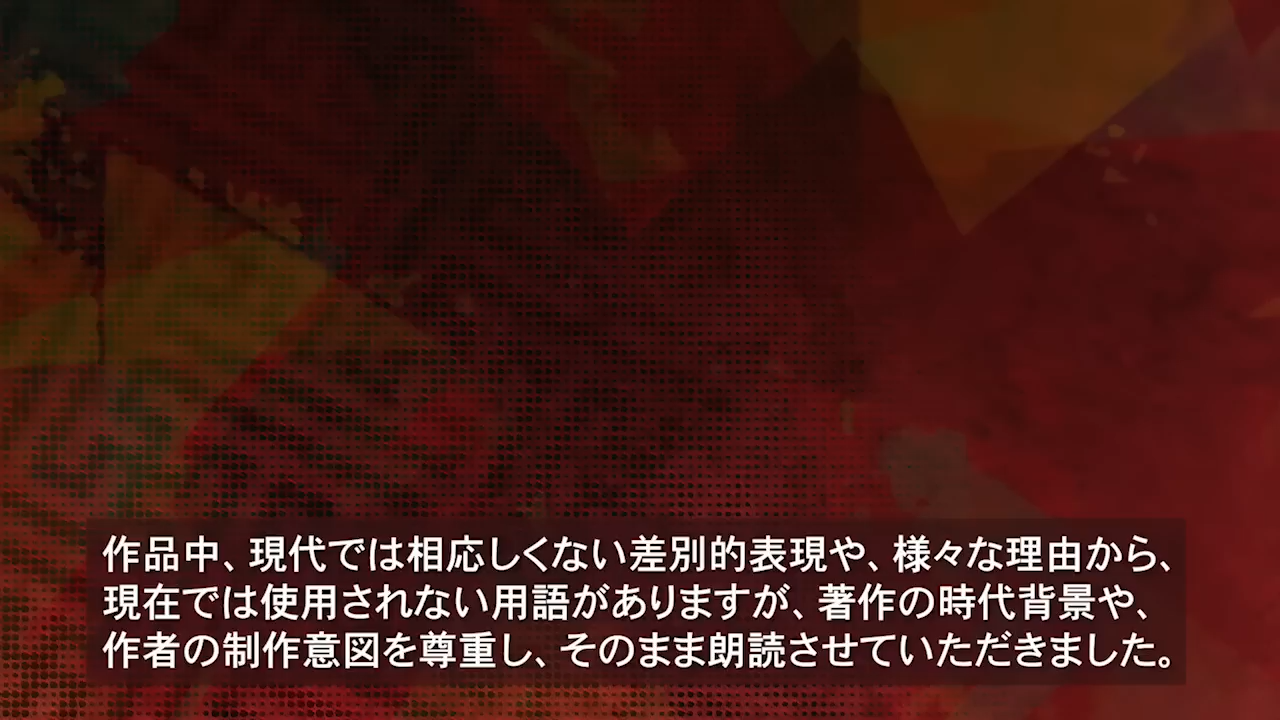 作品中、現代では相応しくない差別的表現や、様々な理由から、
現在では使用されない用語がありますが、著作の時代背景や、
作者の制作意図を尊重し、そのまま朗読させていただきました。